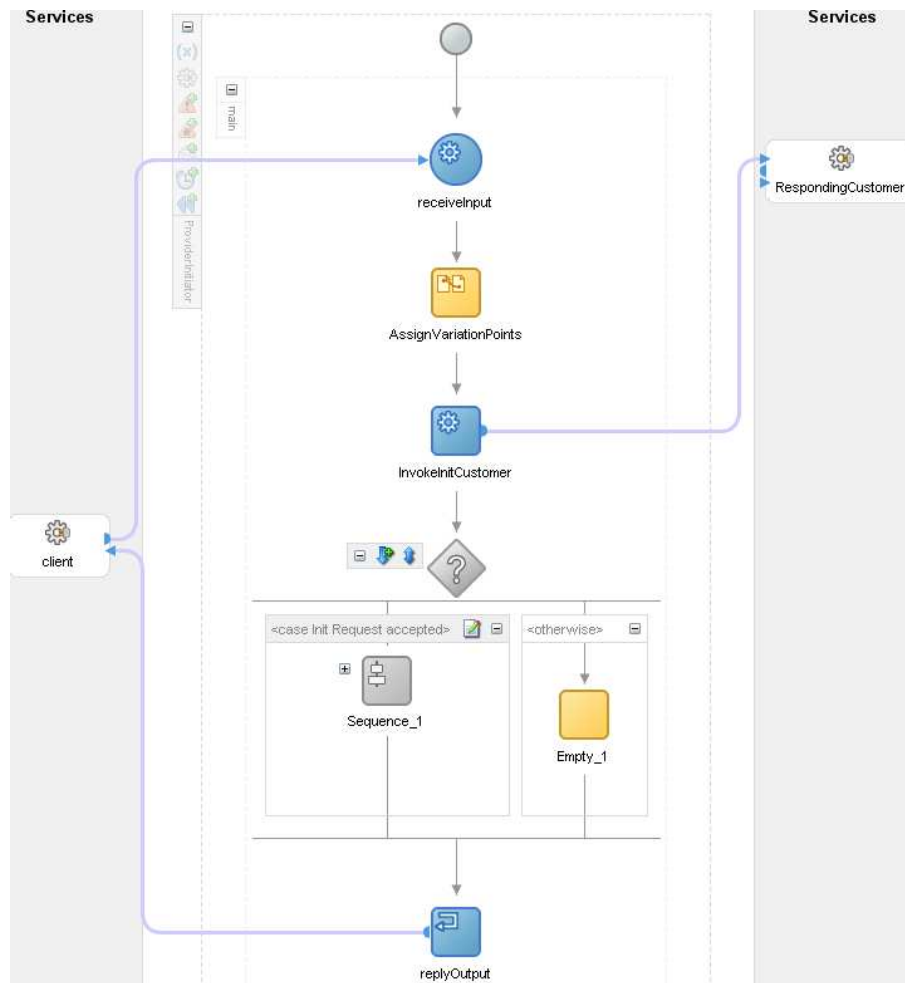 Services
Services
(x)
main
receiveInput
RespondingCustomer
ProviderInitiator
AssignVariationPoints
InvokeInitCustomer
client
?
<case Init Request accepted>
<otherwise>
Sequence_1
Empty_1
replyOutput